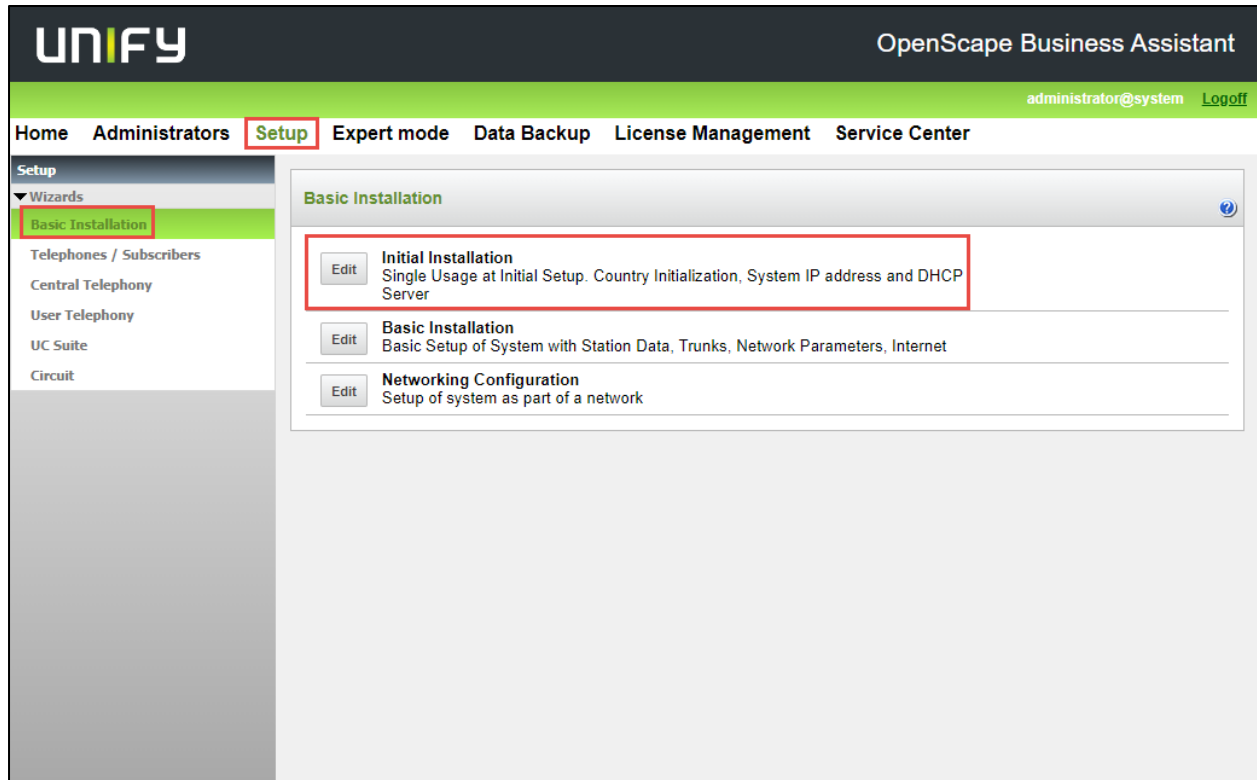 UNIFY
OpenScape Business Assistant
administrator@system Logoff
Home Administrators Setup Expert mode Data Backup License Management Service Center
Setup
Wizards
Basic Installation
Telephones / Subscribers
Central Telephony
User Telephony
UC Suite
Circuit
Basic Installation
?
Edit
Initial Installation
Single Usage at Initial Setup. Country Initialization, System IP address and DHCP
Server
Edit
Basic Installation
Basic Setup of System with Station Data, Trunks, Network Parameters, Internet
Edit
Networking Configuration
Setup of system as part of a network